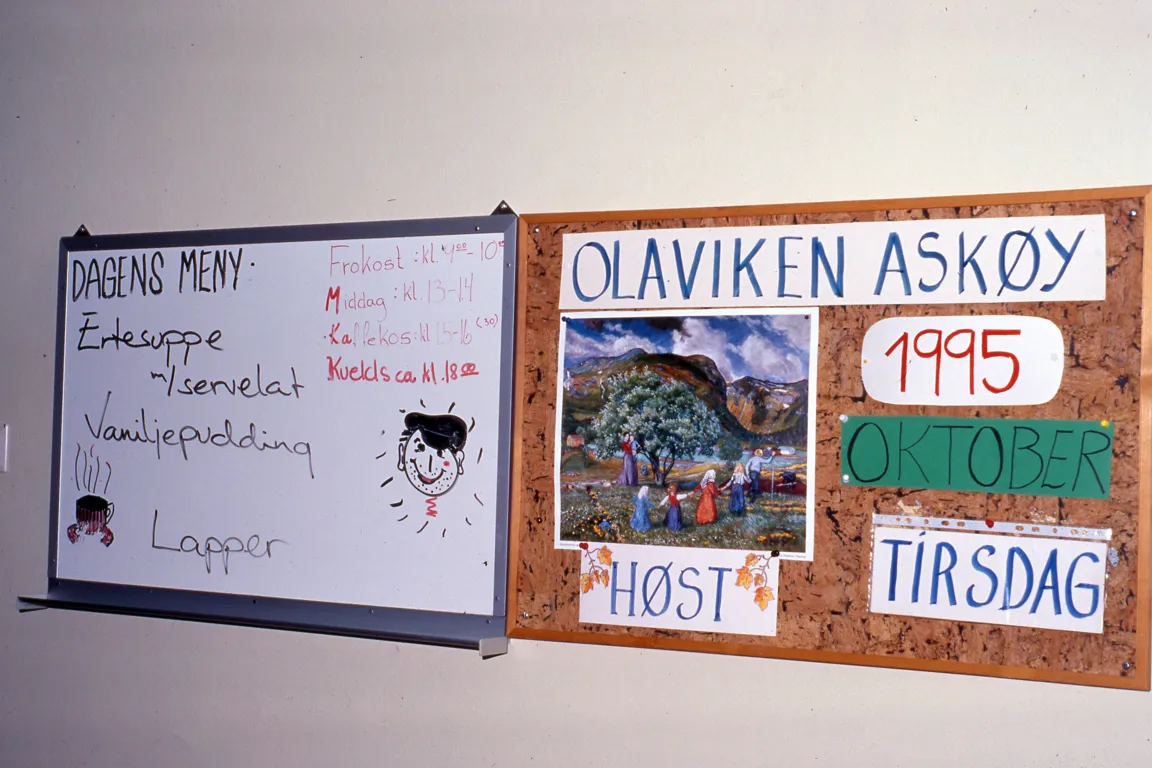 DAGENS MENY.
Ertesuppe
m/servelat
Vaniljepudding
Lapper
Frokost : kl. 9⁰⁰-10
Middag : kl. 13-14
Kaffekos: kl 15-16 (30)
Kvelds ca kl. 18⁰⁰
OLAVIKEN ASKØY
1995
OKTOBER
TIRSDAG
HØST